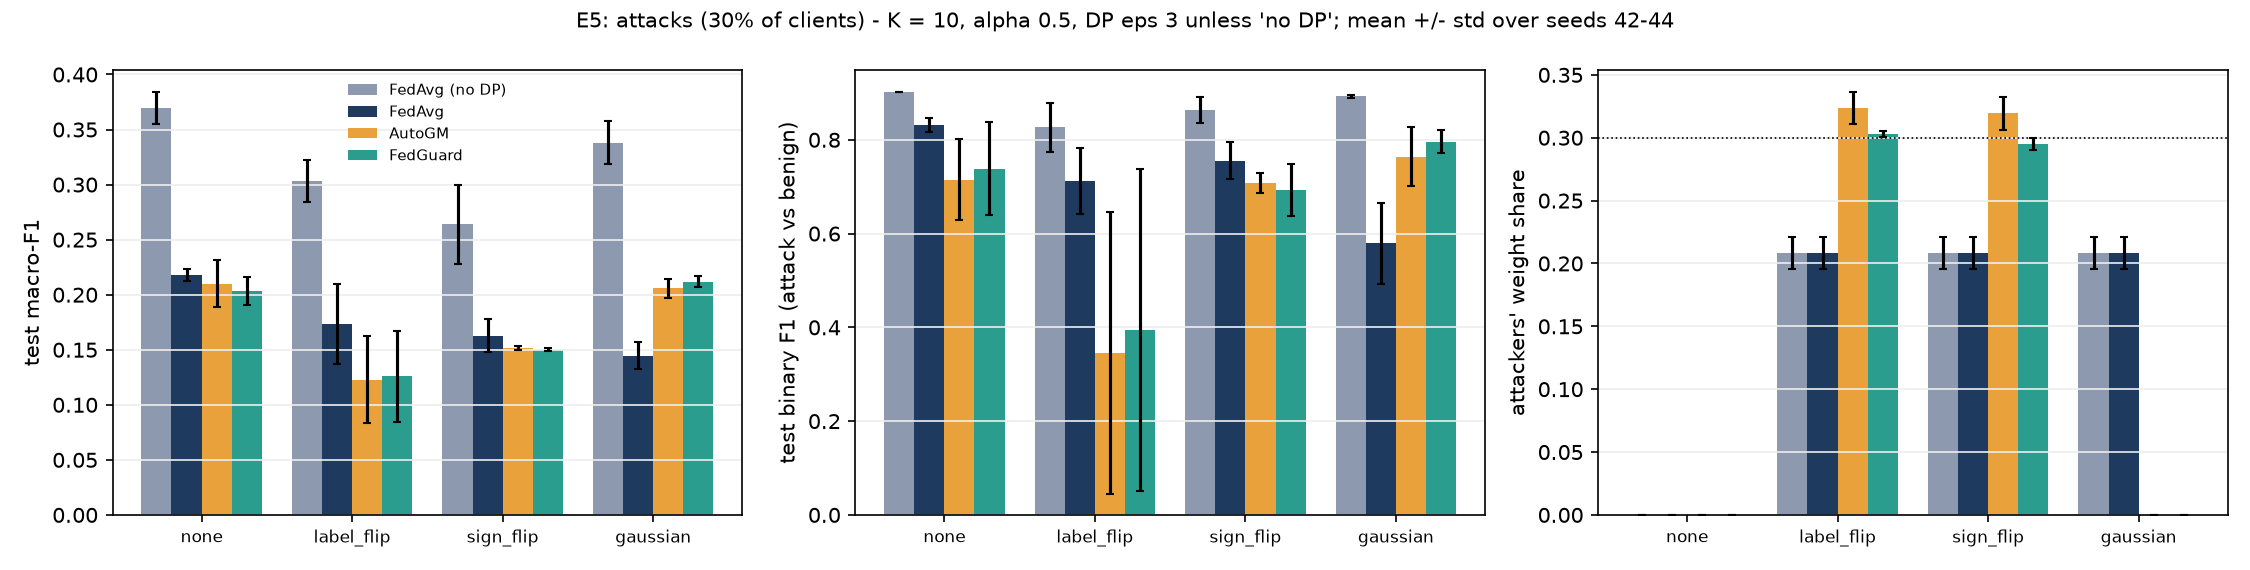 E5: attacks (30% of clients) - K = 10, alpha 0.5, DP eps 3 unless 'no DP'; mean +/- std over seeds 42-44
test macro-F1
0.40
0.35
0.30
0.25
0.20
0.15
0.10
0.05
0.00
FedAvg (no DP)
FedAvg
AutoGM
FedGuard
none
label_flip
sign_flip
gaussian
test binary F1 (attack vs benign)
0.8
0.6
0.4
0.2
0.0
none
label_flip
sign_flip
gaussian
attackers' weight share
0.35
0.30
0.25
0.20
0.15
0.10
0.05
0.00
none
label_flip
sign_flip
gaussian